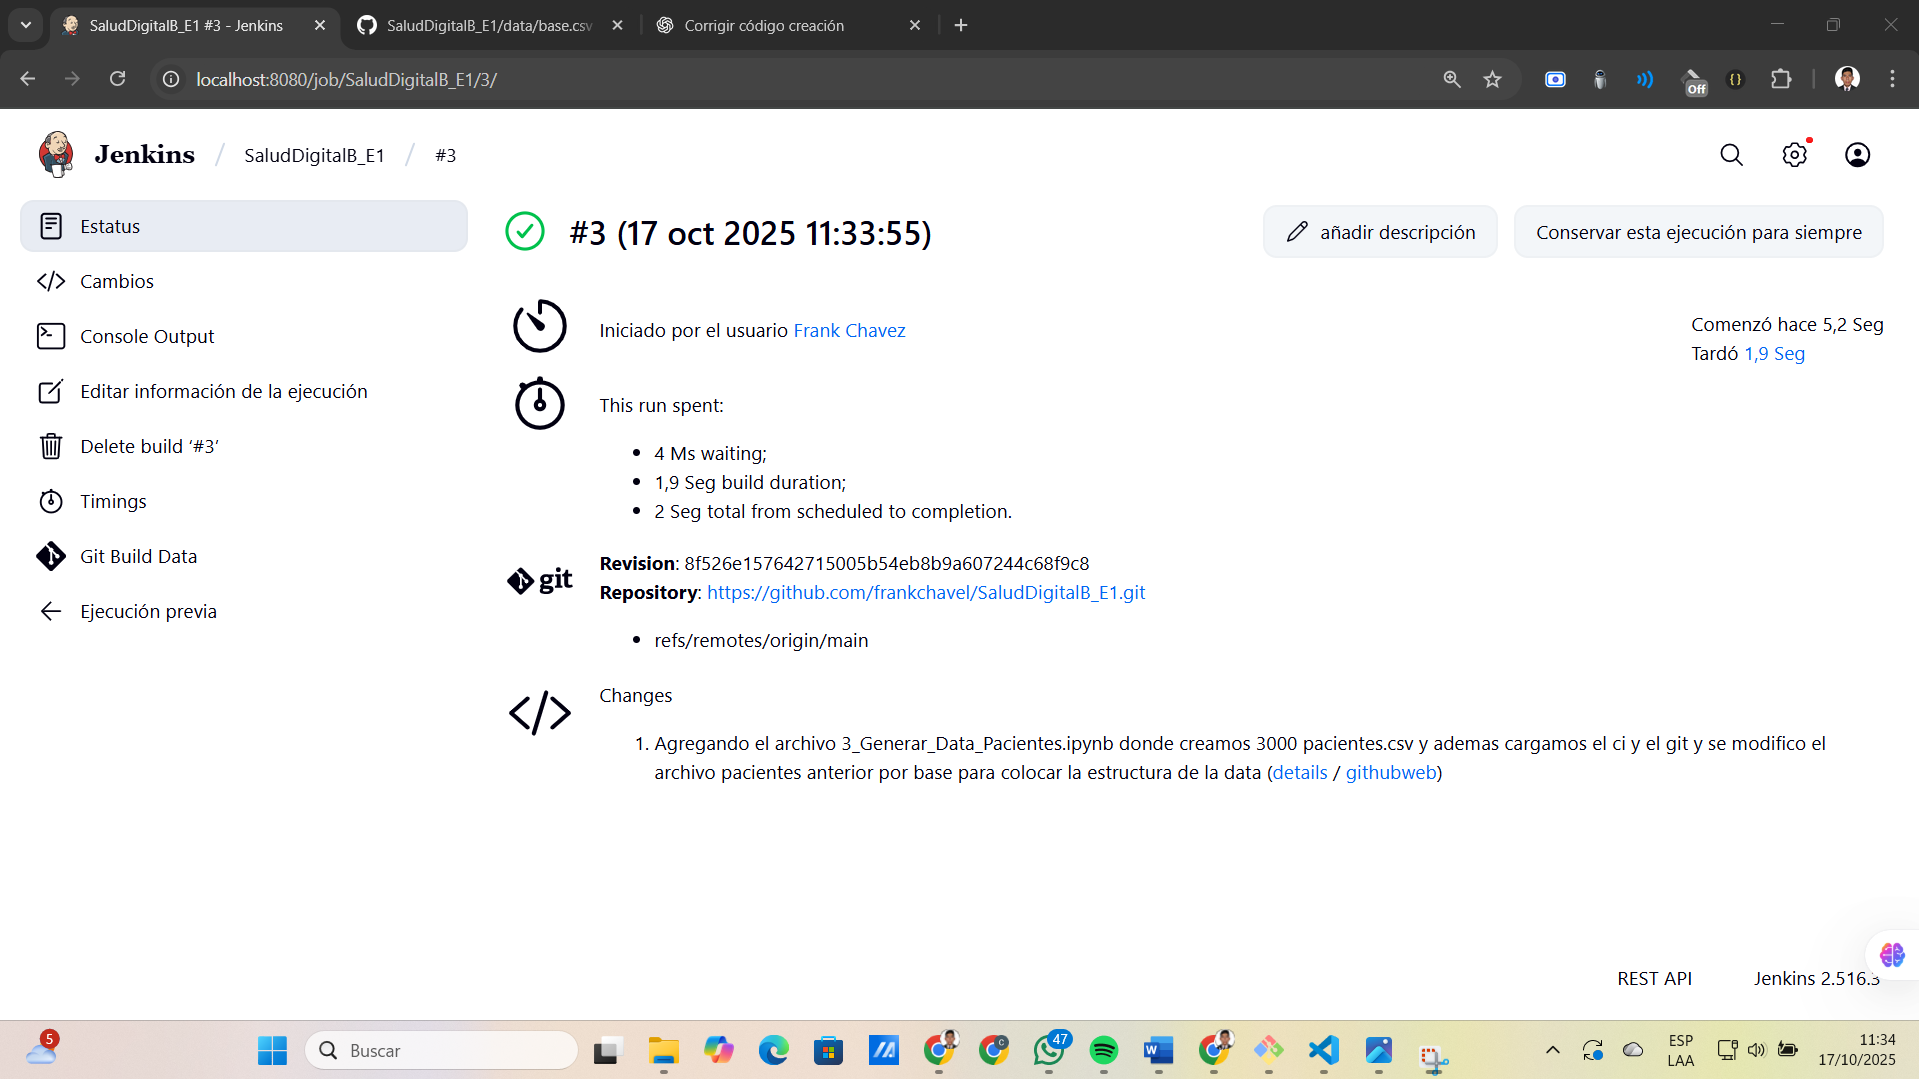 SaludDigitalB_E1 #3 - Jenkins
SaludDigitalB_E1/data/base.csv
Corrigir código creación
localhost:8080/job/SaludDigitalB_E1/3/
Off
Jenkins / SaludDigitalB_E1 / #3
Estatus
Cambios
Console Output
Editar información de la ejecución
Delete build ‘#3’
Timings
Git Build Data
Ejecución previa
#3 (17 oct 2025 11:33:55)
añadir descripción
Conservar esta ejecución para siempre
Iniciado por el usuario Frank Chavez
Comenzó hace 5,2 Seg
Tardó 1,9 Seg
This run spent:
4 Ms waiting;
1,9 Seg build duration;
2 Seg total from scheduled to completion.
git
Revision: 8f526e157642715005b54eb8b9a607244c68f9c8
Repository: https://github.com/frankchavel/SaludDigitalB_E1.git
refs/remotes/origin/main
Changes
1. Agregando el archivo 3_Generar_Data_Pacientes.ipynb donde creamos 3000 pacientes.csv y ademas cargamos el ci y el git y se modifico el
archivo pacientes anterior por base para colocar la estructura de la data (details / githubweb)
REST API
Jenkins 2.516.3
5
Buscar
C
47
ESP
LAA
11:34
17/10/2025